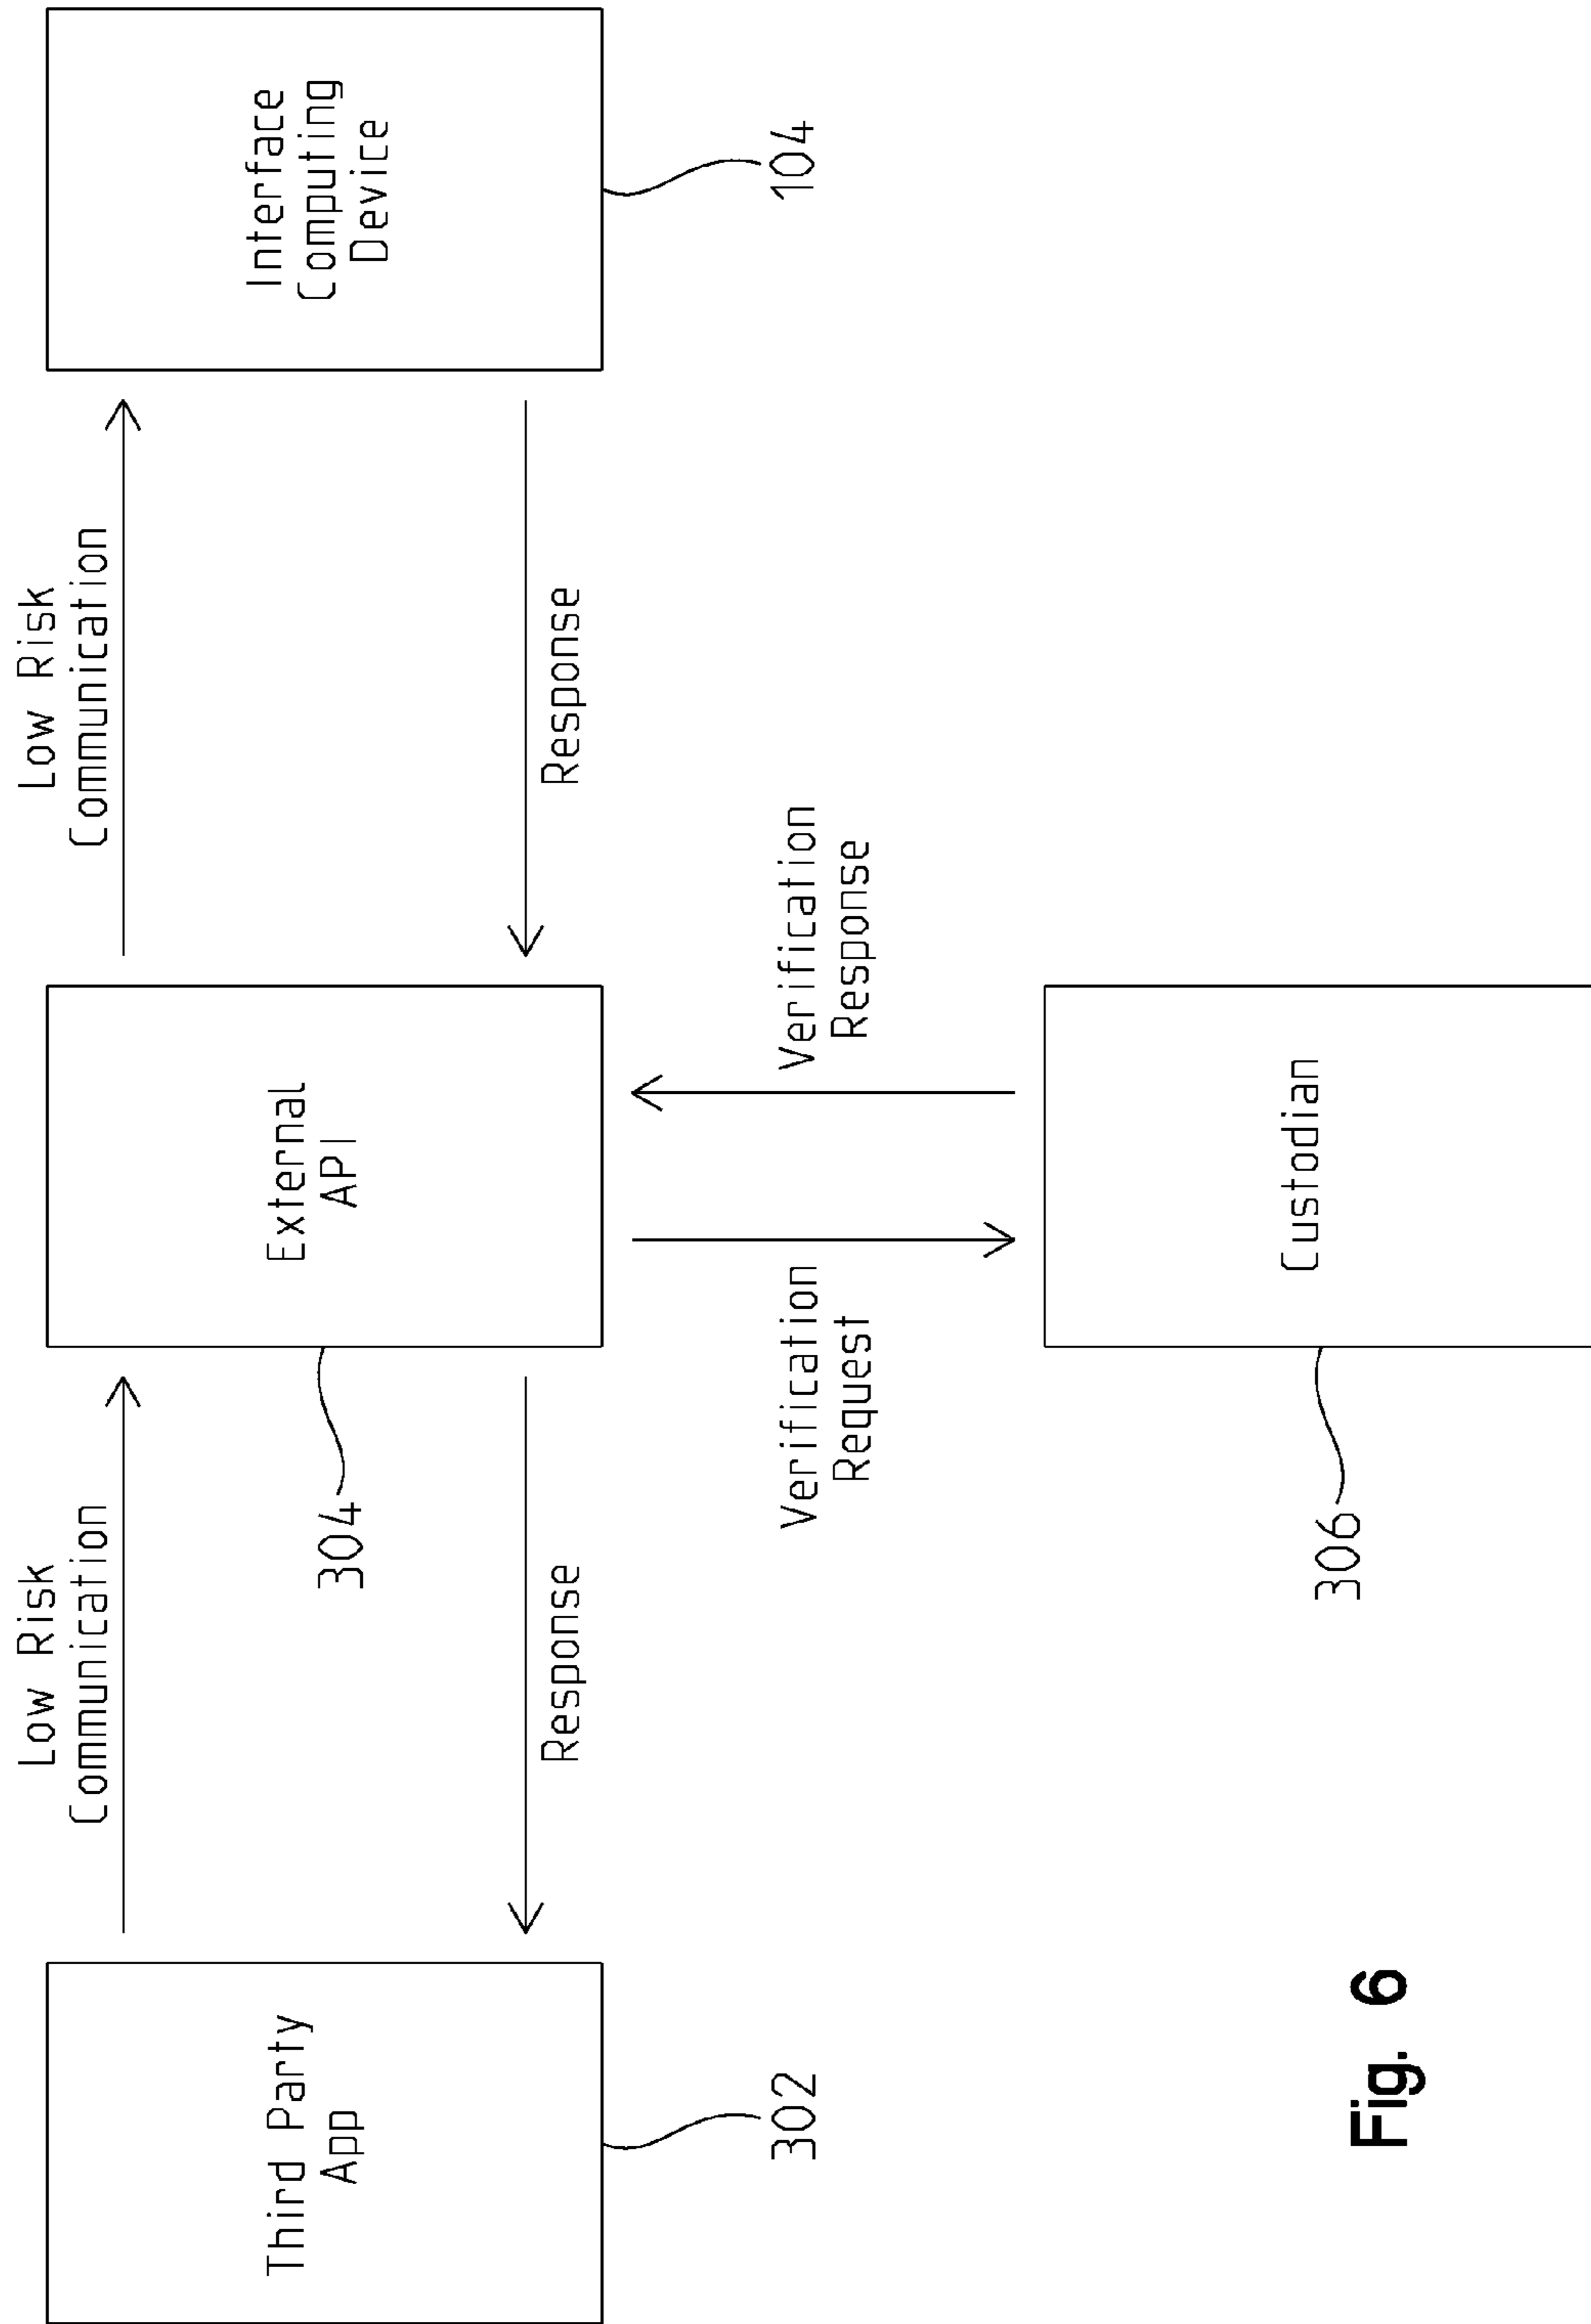 Low Risk
Communication
Low Risk
Communication
Third Party
App
External
API
Interface
Computing
Device
304
Response
Response
302
104
Verification
Request
Verification
Response
Custodian
306
Fig. 6